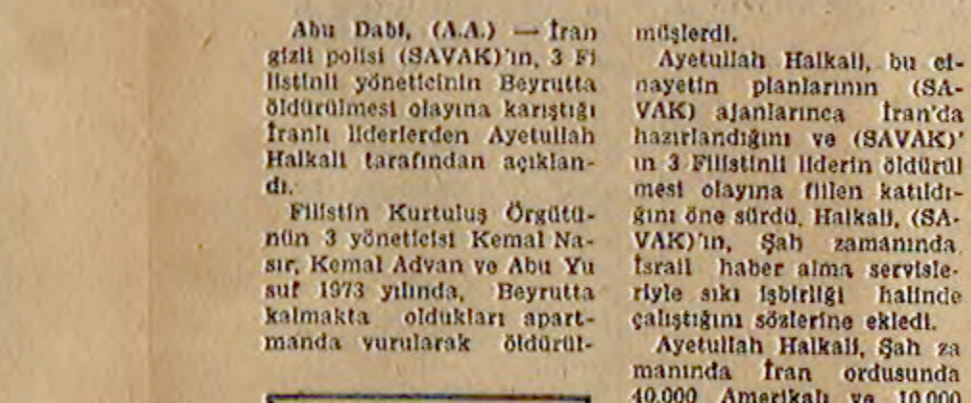 Abu Dabi, (A.A.) — İran
gizli polisi (SAVAK)'ın, 3 Fi
listinli yöneticinin Beyrutta
öldürülmesi olayına karıştığı
İranlı liderlerden Ayetullah
Halkali tarafından açıklan-
dı.
Filistin Kurtuluş Örgütü-
nün 3 yöneticisi Kemal Na-
sır, Kemal Advan ve Abu Yu
suf 1973 yılında, Beyrutta
kalmakta oldukları apart-
manda vurularak öldürül-
müşlerdi.
Ayetullah Halkali, bu ci-
nayetin planlarının (SA-
VAK) ajanlarınca İran'da
hazırlandığını ve (SAVAK)'
ın 3 Filistinli liderin öldürül
mesi olayına fiilen katıldı-
ğını öne sürdü. Halkali, (SA-
VAK)'ın, Şah zamanında
İsrail haber alma servisle-
riyle sıkı işbirliği halinde
çalıştığını sözlerine ekledi.
Ayetullah Halkali, Şah za
manında İran ordusunda
40.000 Amerikalı ve 10.000